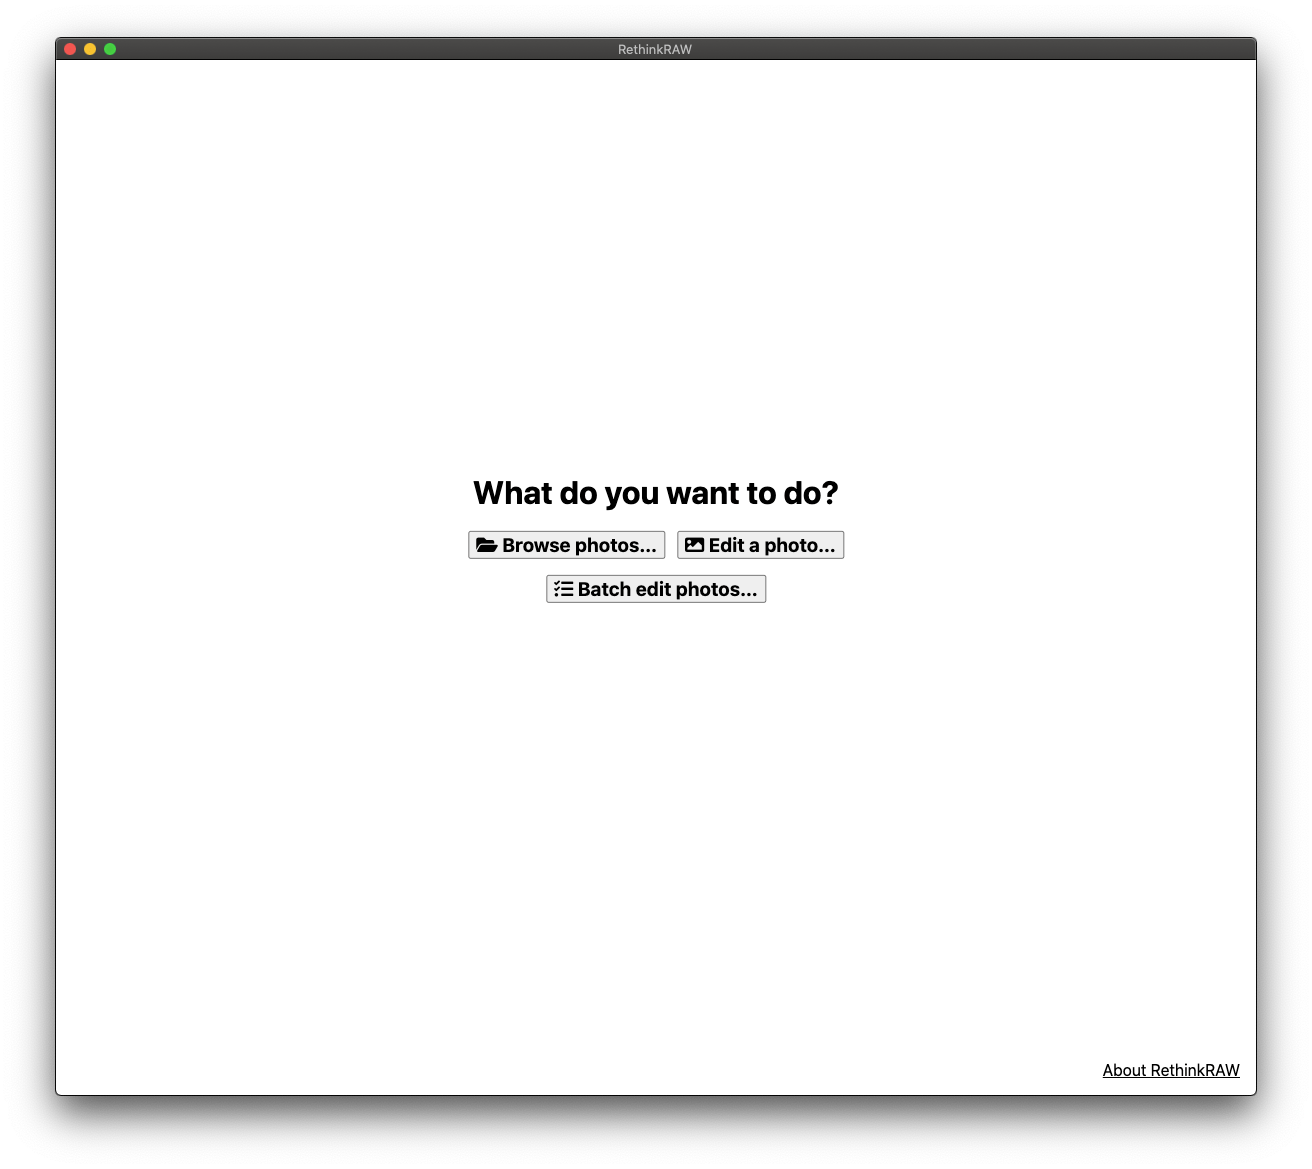 RethinkRAW
What do you want to do?
Browse photos... Edit a photo...
Batch edit photos...
About RethinkRAW